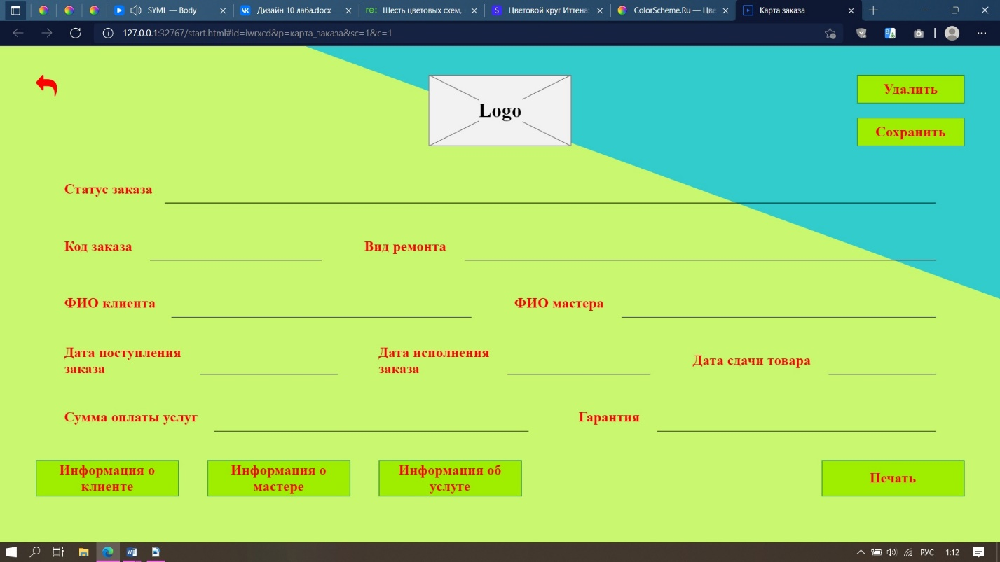 SYML — Body
Дизайн 10 лаба.docx
re: Шесть цветовых схем,
S Цветовой круг Иттена:
ColorScheme.Ru — Цве
Карта заказа
127.0.0.1:32767/start.html#id=iwrxcd&p=карта_заказа&sc=1&c=1
Logo
Удалить
Сохранить
Статус заказа
Код заказа
Вид ремонта
ФИО клиента
ФИО мастера
Дата поступления
заказа
Дата исполнения
заказа
Дата сдачи товара
Сумма оплаты услуг
Гарантия
Информация о
клиенте
Информация о
мастере
Информация об
услуге
Печать
РУС
1:12